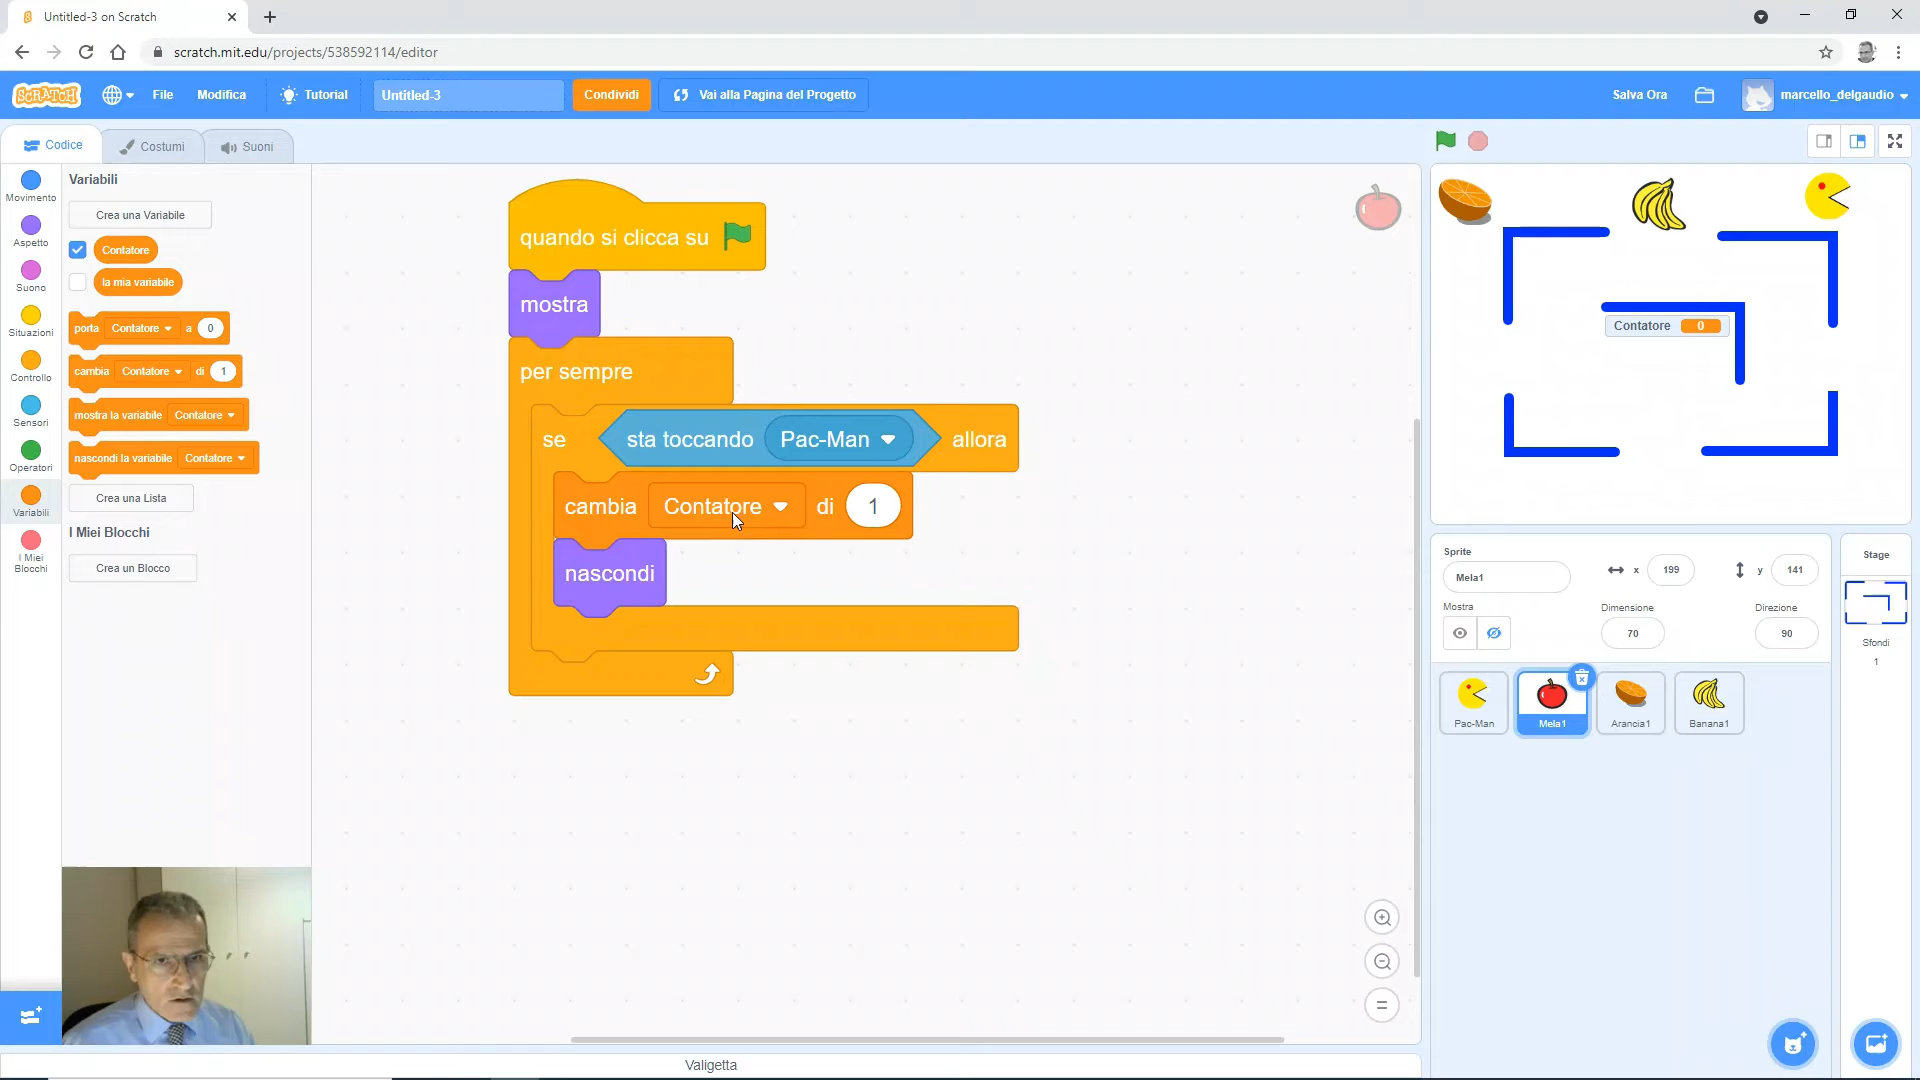 Untitled-3 on Scratch
scratch.mit.edu/projects/538592114/editor
SCRATCH
File
Modifica
Tutorial
Untitled-3
Condividi
Vai alla Pagina del Progetto
Salva Ora
marcello_delgaudio
Codice
Costumi
Suoni
Movimento
Aspetto
Suono
Situazioni
Controllo
Sensori
Operatori
Variabili
I Miei
Blocchi
Variabili
Crea una Variabile
Contatore
la mia variabile
porta Contatore a 0
cambia Contatore di 1
mostra la variabile Contatore
nascondi la variabile Contatore
Crea una Lista
I Miei Blocchi
Crea un Blocco
quando si clicca su
mostra
per sempre
se sta toccando Pac-Man allora
cambia Contatore di 1
nascondi
Valigetta
Contatore 0
Sprite
Mela1
x 199
y 141
Mostra
Dimensione
70
Direzione
90
Pac-Man
Mela1
Arancia1
Banana1
Stage
Sfondi
1